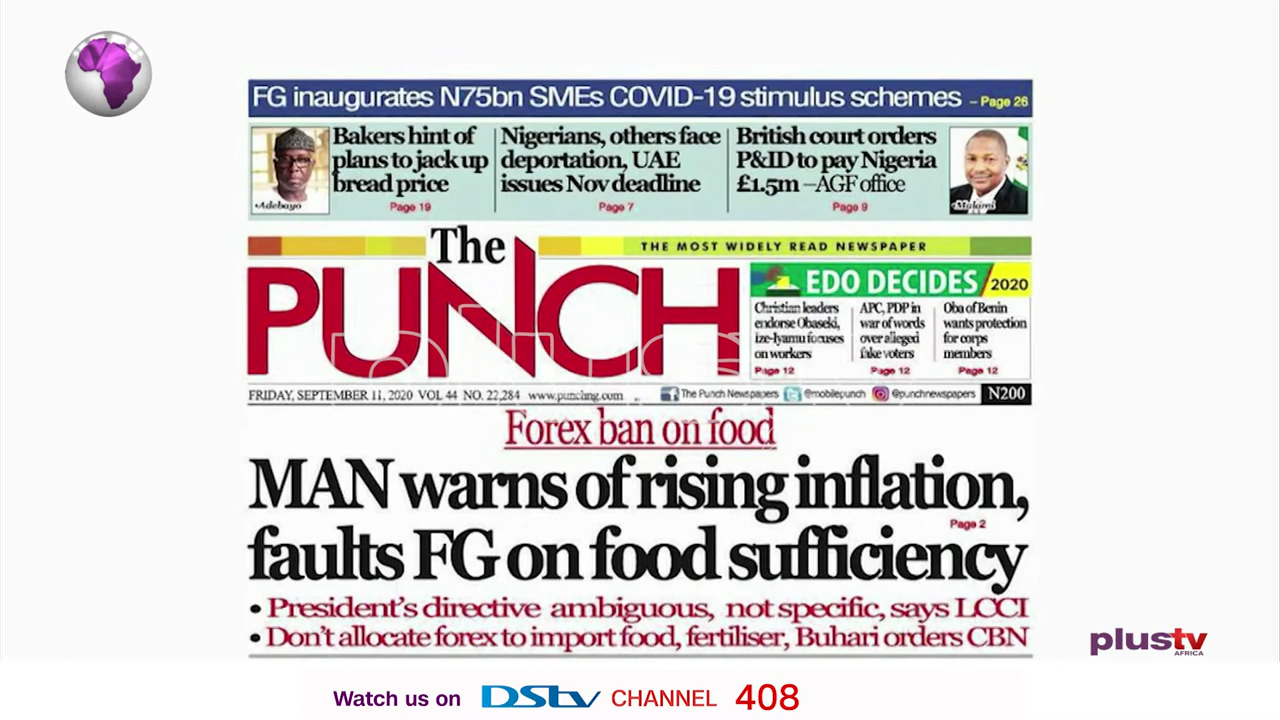 FG inaugurates N75bn SMEs COVID-19 stimulus schemes – Page 26
Bakers hint of
plans to jack up
bread price
Page 19
•Adebayo
Nigerians, others face
deportation, UAE
issues Nov deadline
Page 7
British court orders
P&ID to pay Nigeria
£1.5m –AGF office
Page 9
•Malami
The
PUNCH
THE MOST WIDELY READ NEWSPAPER
EDO DECIDES 2020
Christian leaders
endorse Obaseki,
Ize-Iyamu focuses
on workers
Page 12
APC, PDP in
war of words
over alleged
fake voters
Page 12
Oba of Benin
wants protection
for corps
members
Page 12
FRIDAY, SEPTEMBER 11, 2020 VOL 44 NO. 22,284 www.punchng.com The Punch Newspapers @mobilepunch @punchnewspapers N200
Forex ban on food
MAN warns of rising inflation,
Page 2
faults FG on food sufficiency
• President's directive ambiguous, not specific, says LCCI
• Don't allocate forex to import food, fertiliser, Buhari orders CBN
plustv
AFRICA
Watch us on DStv CHANNEL 408